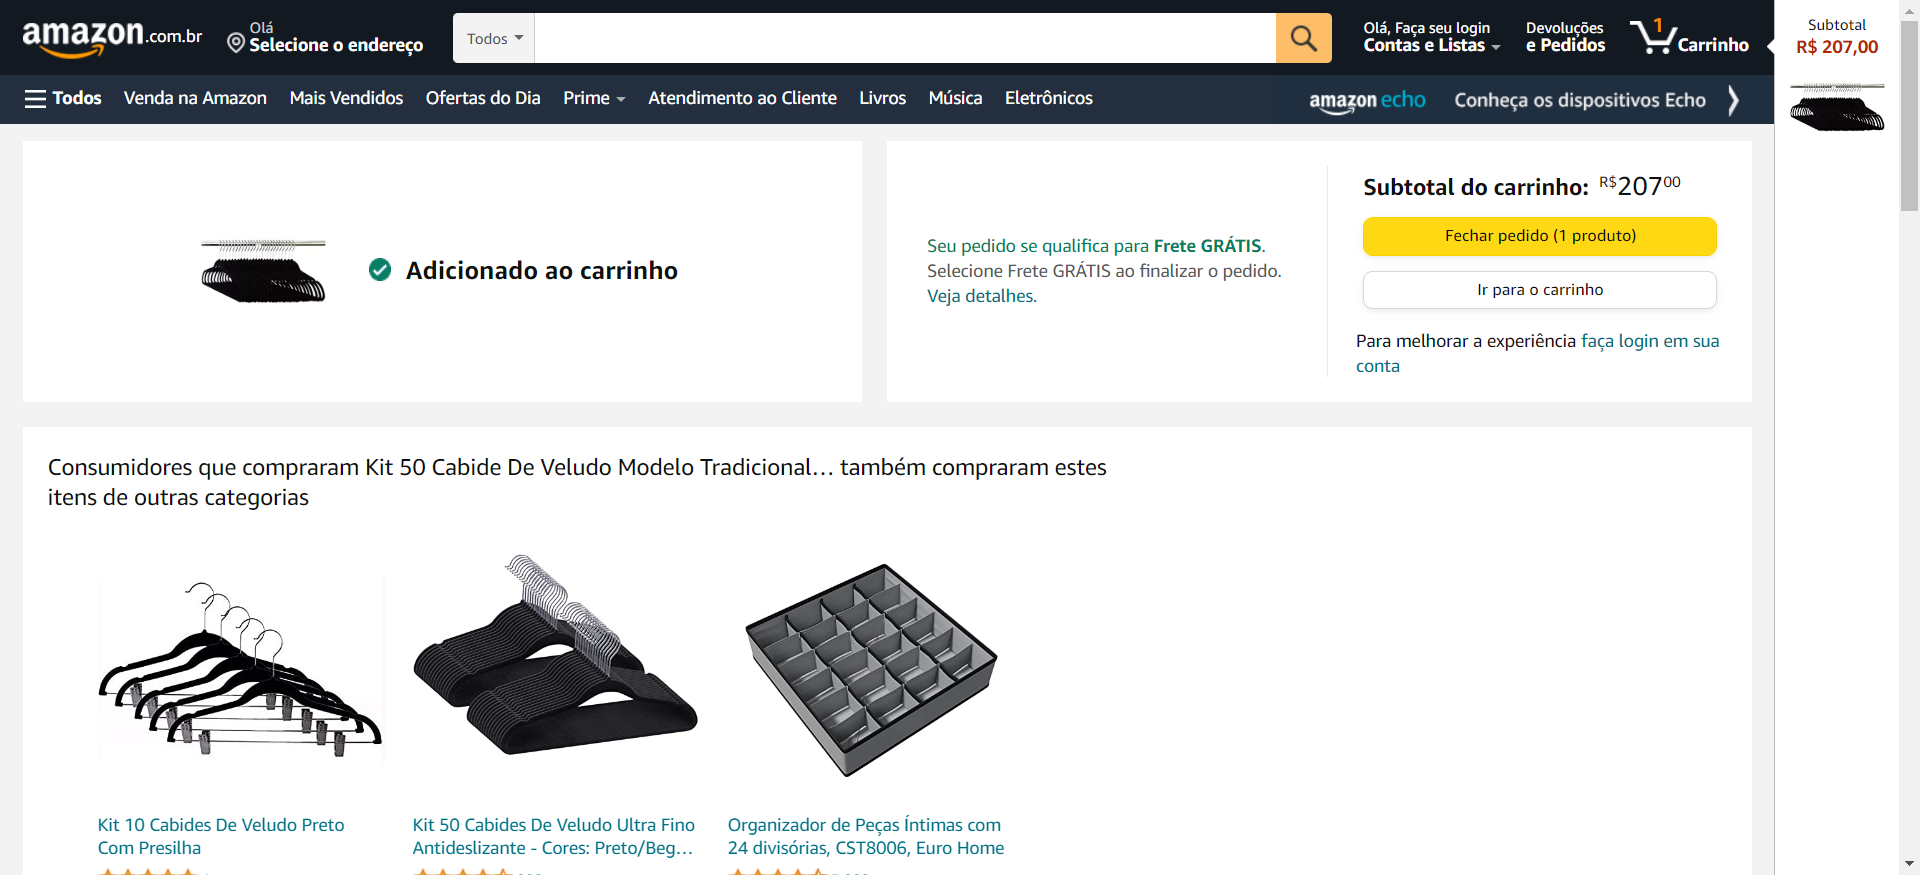 amazon.com.br
Olá
Selecione o endereço
Todos
Olá, Faça seu login
Contas e Listas
Devoluções
e Pedidos
1
Carrinho
Subtotal
R$ 207,00
Todos
Venda na Amazon
Mais Vendidos
Ofertas do Dia
Prime
Atendimento ao Cliente
Livros
Música
Eletrônicos
amazon echo
Conheça os dispositivos Echo
Adicionado ao carrinho
Seu pedido se qualifica para Frete GRÁTIS.
Selecione Frete GRÁTIS ao finalizar o pedido.
Veja detalhes.
Subtotal do carrinho: R$20700
Fechar pedido (1 produto)
Ir para o carrinho
Para melhorar a experiência faça login em sua
conta
Consumidores que compraram Kit 50 Cabide De Veludo Modelo Tradicional… também compraram estes
itens de outras categorias
Kit 10 Cabides De Veludo Preto
Com Presilha
Kit 50 Cabides De Veludo Ultra Fino
Antideslizante - Cores: Preto/Beg…
Organizador de Peças Íntimas com
24 divisórias, CST8006, Euro Home